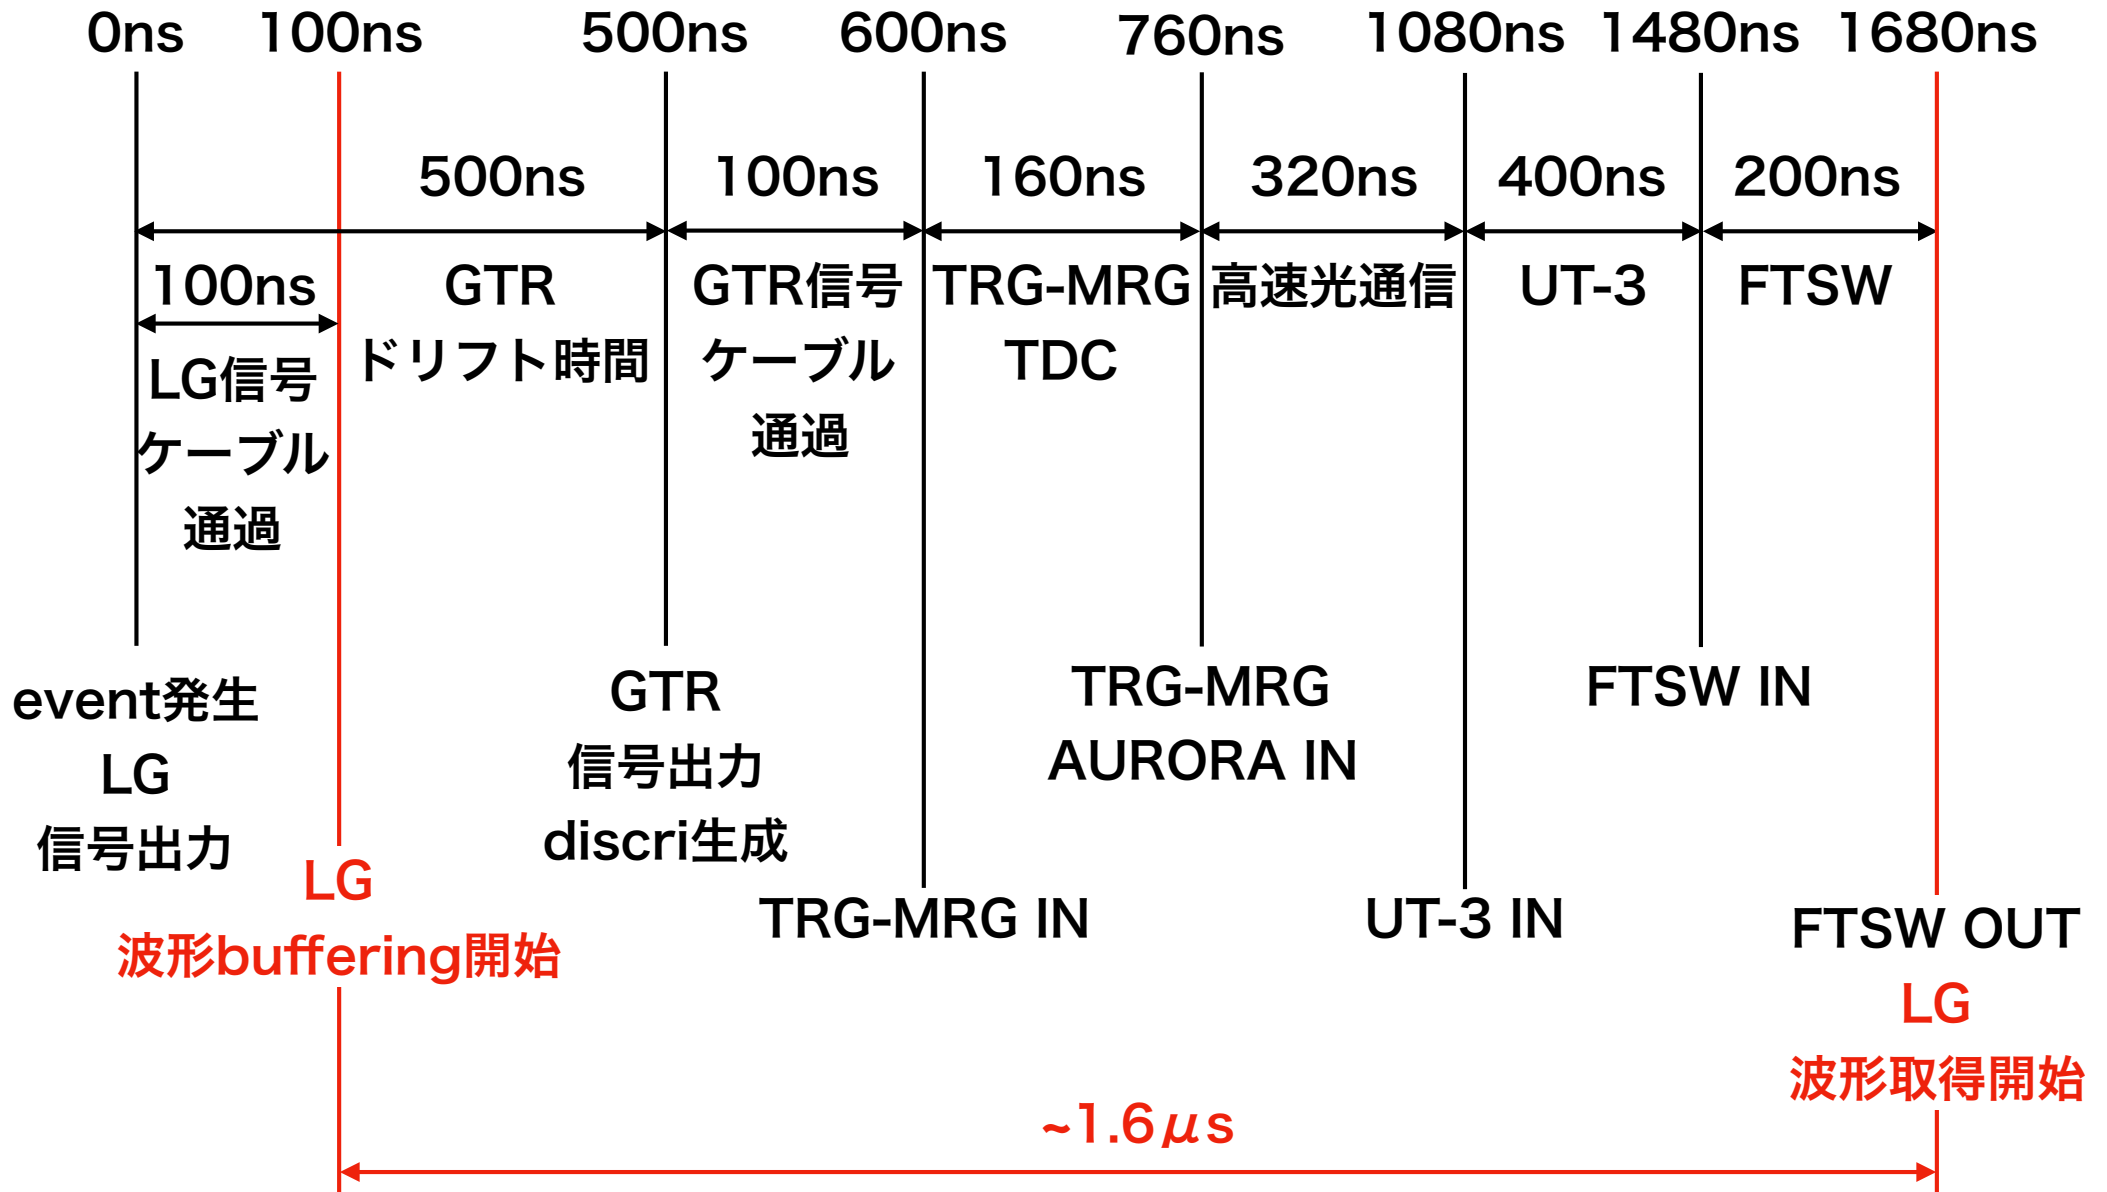 0ns 100ns 500ns 600ns 760ns 1080ns 1480ns 1680ns
500ns 100ns 160ns 320ns 400ns 200ns
100ns
LG信号
ケーブル
通過
GTR
ドリフト時間
GTR信号
ケーブル
通過
TRG-MRG
TDC
高速光通信
UT-3
FTSW
event発生
LG
信号出力
LG
波形buffering開始
GTR
信号出力
discri生成
TRG-MRG IN
TRG-MRG
AURORA IN
UT-3 IN
FTSW IN
FTSW OUT
LG
波形取得開始
~1.6μs